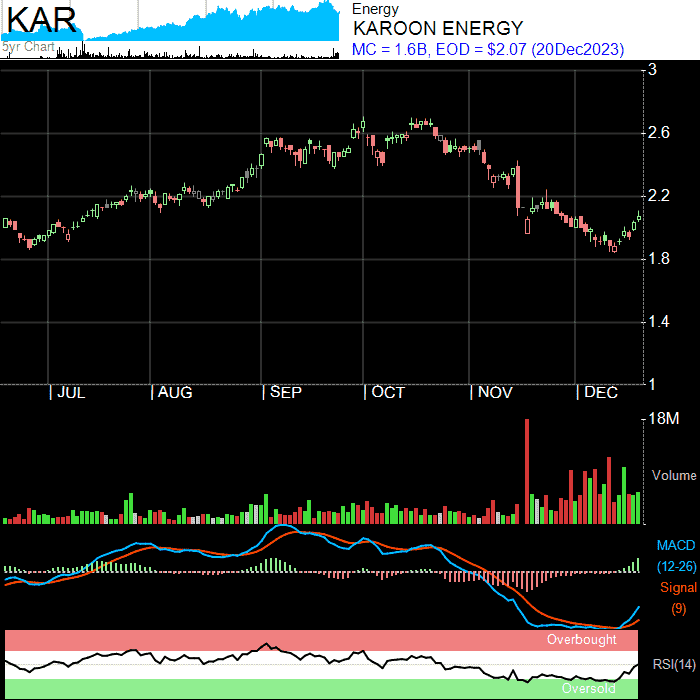 KAR
5yr Chart
Energy
KAROON ENERGY
MC = 1.6B, EOD = $2.07 (20Dec2023)
3
2.6
2.2
1.8
1.4
1
| JUL | AUG | SEP | OCT | NOV | DEC
18M
Volume
MACD
(12-26)
Signal
(9)
Overbought
RSI(14)
Oversold